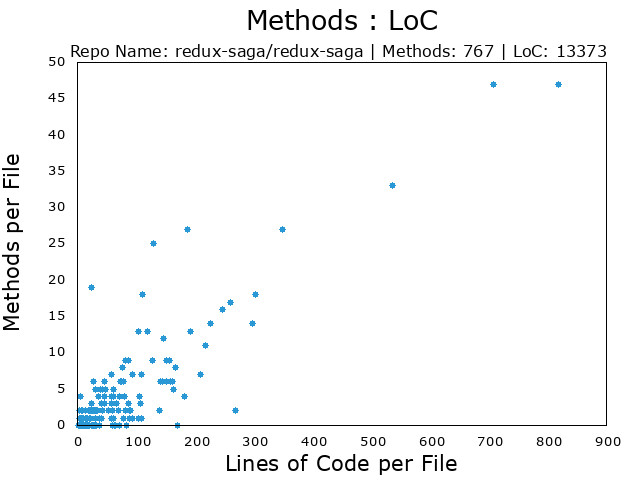 Methods : LoC
Repo Name: redux-saga/redux-saga | Methods: 767 | LoC: 13373
50
45
40
35
30
25
20
15
10
5
0
Methods per File
0 100 200 300 400 500 600 700 800 900
Lines of Code per File